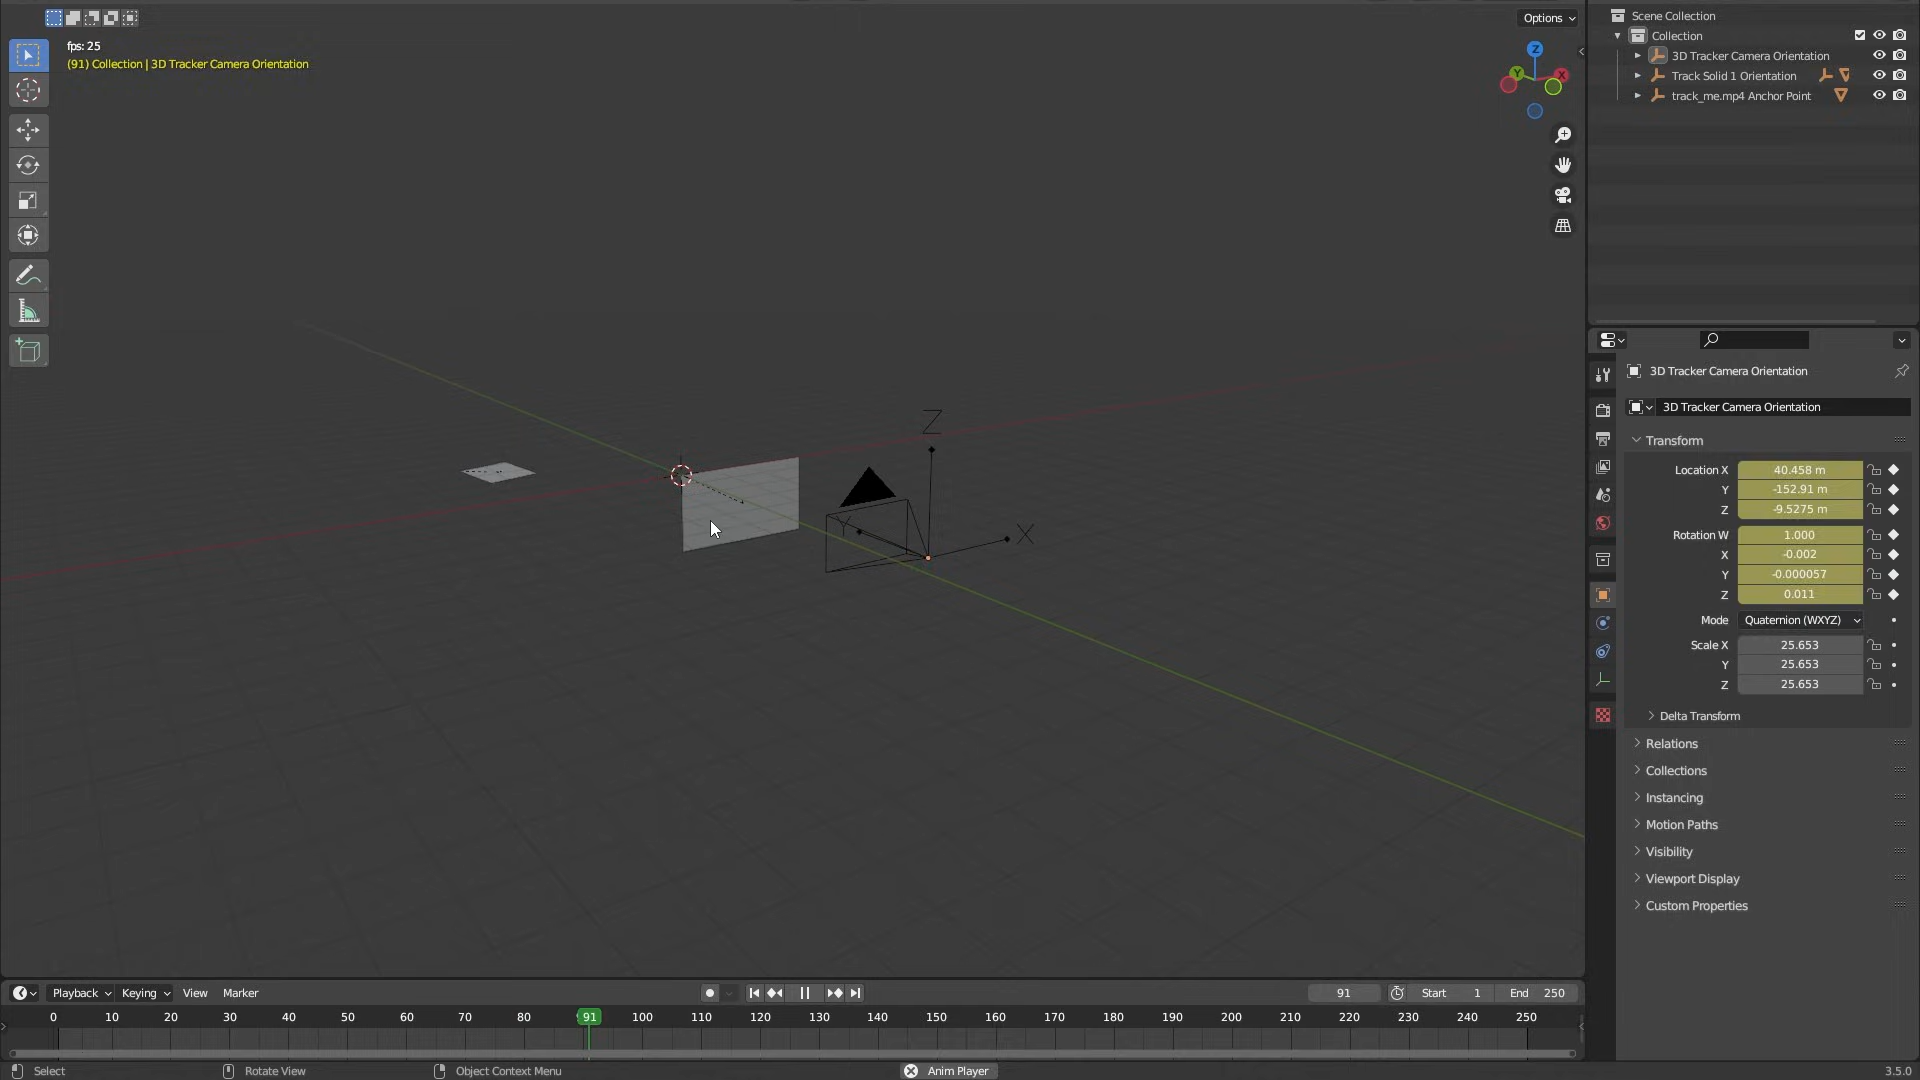 Options
fps: 25
(91) Collection | 3D Tracker Camera Orientation
Z
Y
X
Z
Y
X
Scene Collection
Collection
3D Tracker Camera Orientation
Track Solid 1 Orientation
track_me.mp4 Anchor Point
3D Tracker Camera Orientation
3D Tracker Camera Orientation
Transform
Location X 40.458 m
Y -152.91 m
Z -9.5275 m
Rotation W 1.000
X -0.002
Y -0.000057
Z 0.011
Mode Quaternion (WXYZ)
Scale X 25.653
Y 25.653
Z 25.653
Delta Transform
Relations
Collections
Instancing
Motion Paths
Visibility
Viewport Display
Custom Properties
Playback Keying View Marker 91 Start 1 End 250
0 10 20 30 40 50 60 70 80 91 100 110 120 130 140 150 160 170 180 190 200 210 220 230 240 250
Select Rotate View Object Context Menu Anim Player 3.5.0